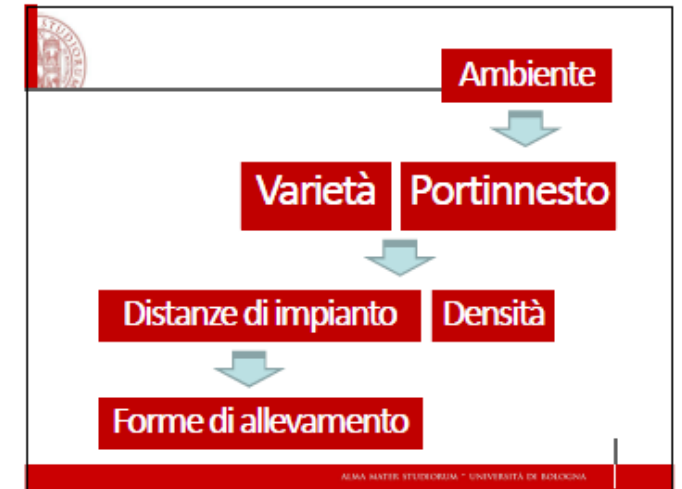 Ambiente
Varietà Portinnesto
Distanze di impianto Densità
Forme di allevamento
ALMA MATER STUDIORUM ~ UNIVERSITÀ DI BOLOGNA